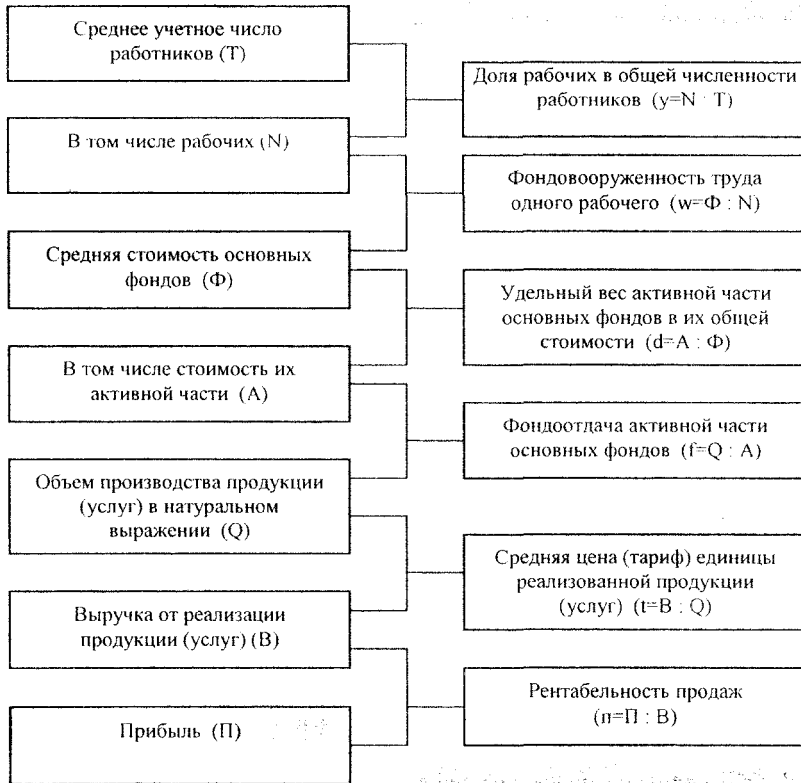 Среднее учетное число
работников (Т)
Доля рабочих в общей численности
работников (y=N : T)
В том числе рабочих (N)
Фондовооруженность труда
одного рабочего (w=Ф : N)
Средняя стоимость основных
фондов (Ф)
Удельный вес активной части
основных фондов в их общей
стоимости (d=А : Ф)
В том числе стоимость их
активной части (А)
Фондоотдача активной части
основных фондов (f=Q : A)
Объем производства продукции
(услуг) в натуральном
выражении (Q)
Средняя цена (тариф) единицы
реализованной продукции
(услуг) (t=В : Q)
Выручка от реализации
продукции (услуг) (В)
Рентабельность продаж
(п=П : В)
Прибыль (П)